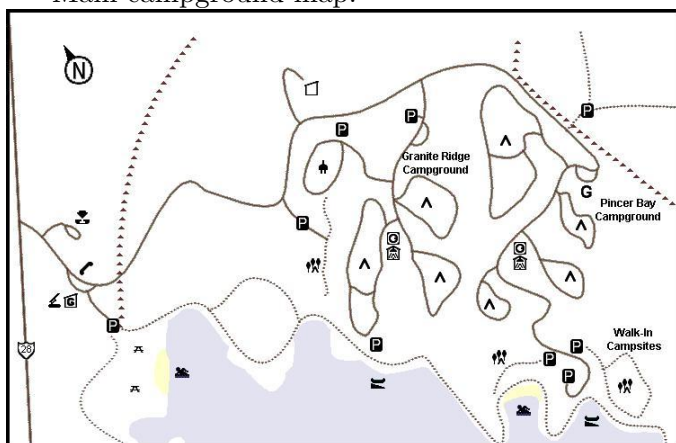 Main campground map:
N
P
P
P
Granite Ridge
Campground
G
Pincer Bay
Campground
P
G
P
28
P
Walk-In
Campsites
P
P